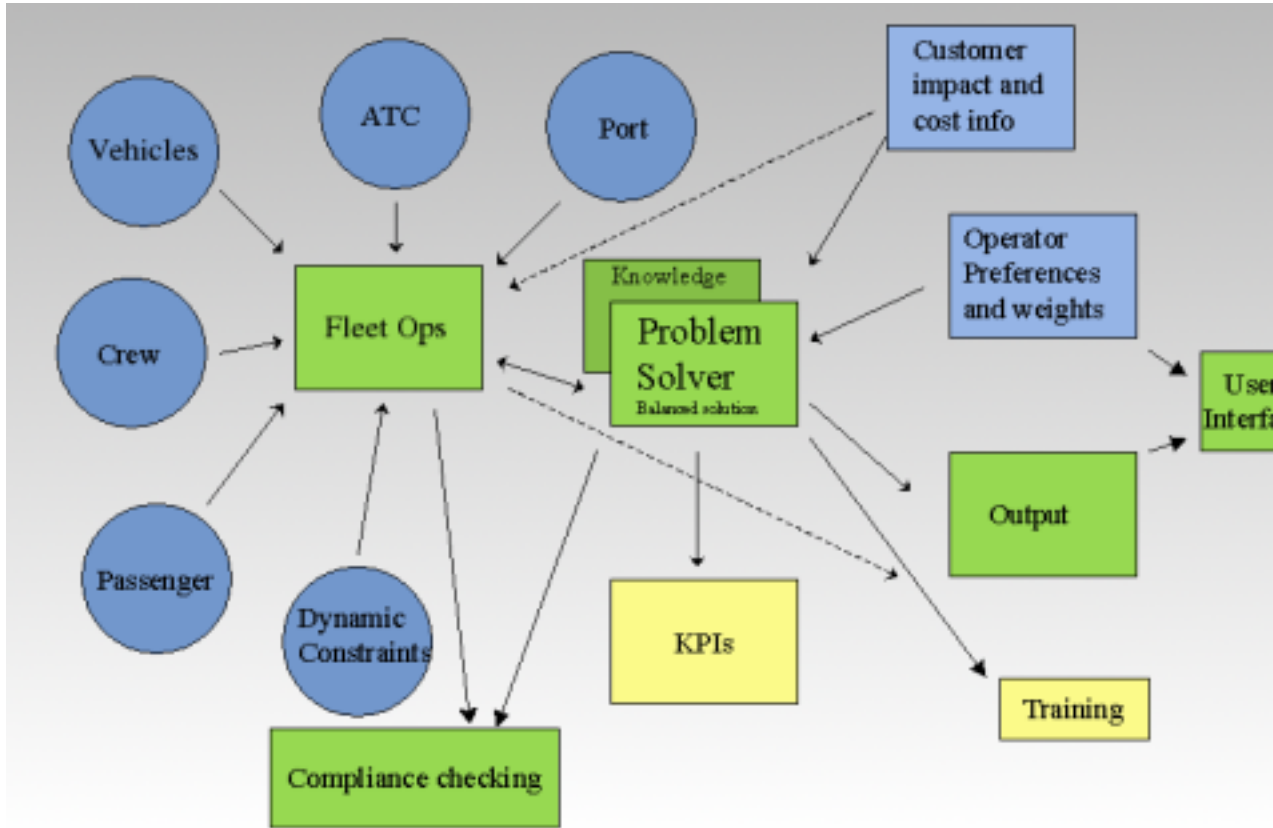 Vehicles
ATC
Port
Customer
impact and
cost info
Operator
Preferences
and weights
Knowledge
Fleet Ops
Problem
Solver
Balanced solution
Crew
User
Output
Passenger
Dynamic
Constraints
KPIs
Training
Compliance checking